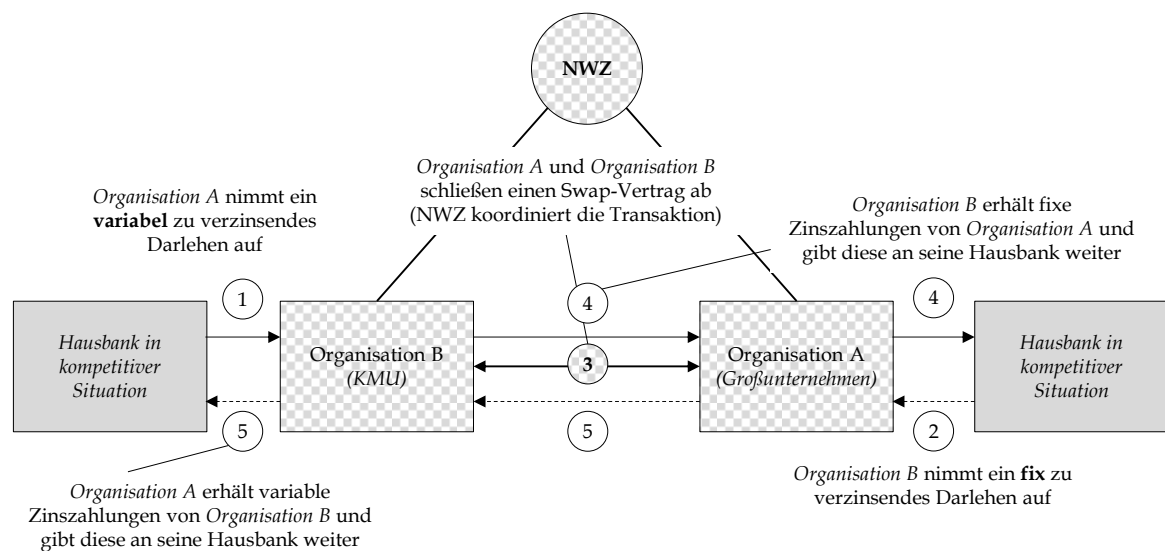 NWZ
Organisation A und Organisation B
schließen einen Swap-Vertrag ab
(NWZ koordiniert die Transaktion)
Organisation A nimmt ein
variabel zu verzinsendes
Darlehen auf
Organisation B erhält fixe
Zinszahlungen von Organisation A und
gibt diese an seine Hausbank weiter
1
4
4
Hausbank in
kompetitiver
Situation
Organisation B
(KMU)
3
Organisation A
(Großunternehmen)
Hausbank in
kompetitiver
Situation
5
5
2
Organisation A erhält variable
Zinszahlungen von Organisation B und
gibt diese an seine Hausbank weiter
Organisation B nimmt ein fix zu
verzinsendes Darlehen auf